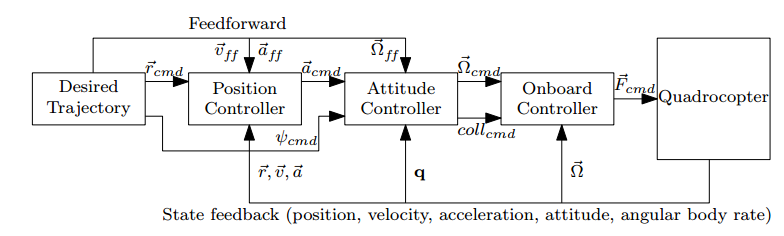 Feedforward
v⃗_ff a⃗_ff Ω⃗_ff
Desired
Trajectory
r⃗_cmd
Position
Controller
a⃗_cmd
Attitude
Controller
Ω⃗_cmd
coll_cmd
Onboard
Controller
F⃗_cmd
Quadrocopter
ψ_cmd
r⃗, v⃗, a⃗
q
Ω⃗
State feedback (position, velocity, acceleration, attitude, angular body rate)